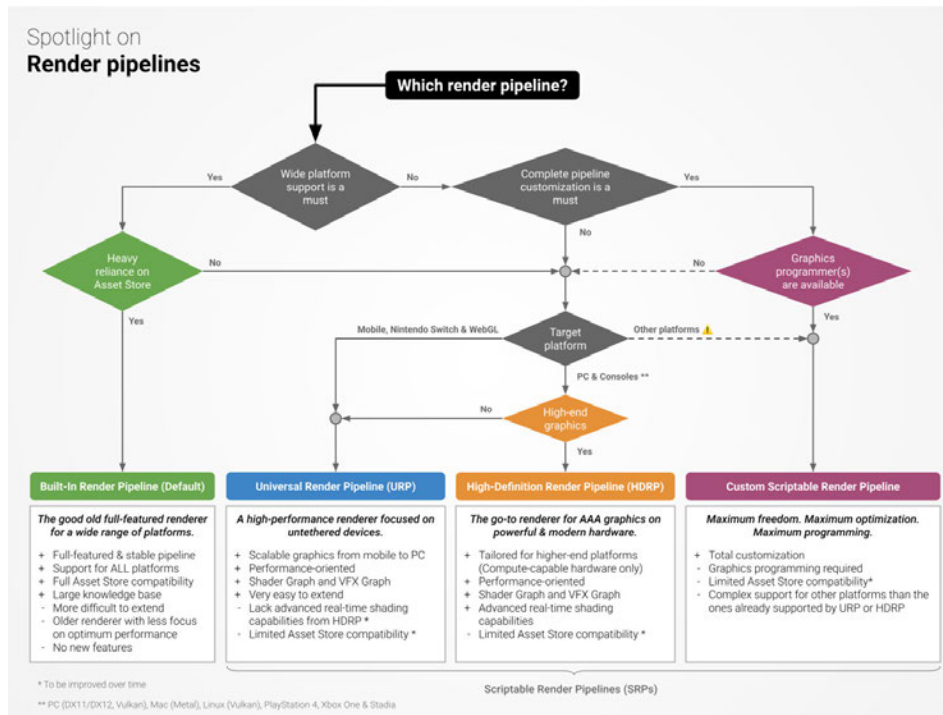 Spotlight on
Render pipelines
Which render pipeline?
Wide platform
support is a
must
Yes
No
Complete pipeline
customization is a
must
Yes
No
Heavy
reliance on
Asset Store
No
Yes
Graphics
programmer(s)
are available
No
Yes
Mobile, Nintendo Switch & WebGL
Target
platform
Other platforms
PC & Consoles **
High-end
graphics
No
Yes
Built-In Render Pipeline (Default)
The good old full-featured renderer
for a wide range of platforms.
+ Full-featured & stable pipeline
+ Support for ALL platforms
+ Full Asset Store compatibility
+ Large knowledge base
- More difficult to extend
- Older renderer with less focus
on optimum performance
- No new features
Universal Render Pipeline (URP)
A high-performance renderer focused on
untethered devices.
+ Scalable graphics from mobile to PC
+ Performance-oriented
+ Shader Graph and VFX Graph
+ Very easy to extend
- Lack advanced real-time shading
capabilities from HDRP *
- Limited Asset Store compatibility *
High-Definition Render Pipeline (HDRP)
The go-to renderer for AAA graphics on
powerful & modern hardware.
+ Tailored for higher-end platforms
(Compute-capable hardware only)
+ Performance-oriented
+ Shader Graph and VFX Graph
+ Advanced real-time shading
capabilities
- Limited Asset Store compatibility *
Custom Scriptable Render Pipeline
Maximum freedom. Maximum optimization.
Maximum programming.
+ Total customization
- Graphics programming required
- Limited Asset Store compatibility*
- Complex support for other platforms than the
ones already supported by URP or HDRP
Scriptable Render Pipelines (SRPs)
* To be improved over time
** PC (DX11/DX12, Vulkan), Mac (Metal), Linux (Vulkan), PlayStation 4, Xbox One & Stadia